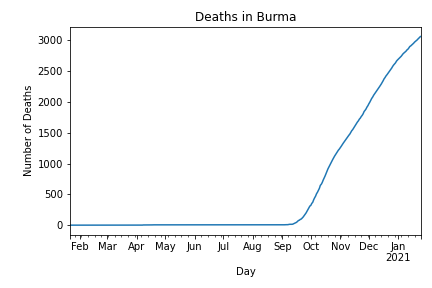 Deaths in Burma
Number of Deaths
3000
2500
2000
1500
1000
500
0
Feb Mar Apr May Jun Jul Aug Sep Oct Nov Dec Jan
2021
Day